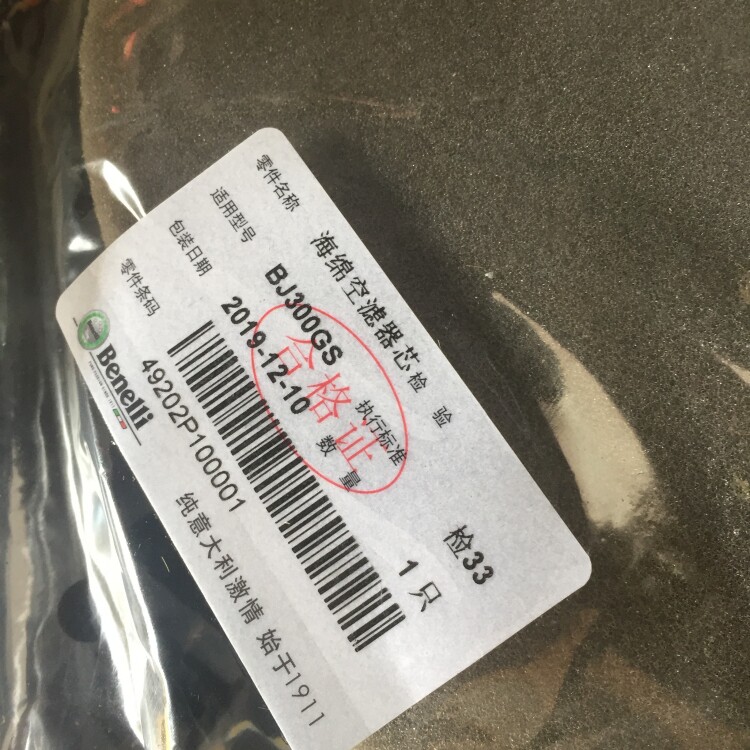 零件名称 海绵空滤器芯 检 验 检33
适用型号 BJ300GS 执行标准
包装日期 2019-12-10 数 量 1只
零件条码
合格证
Benelli
49202P100001
纯意大利激情 始于1911